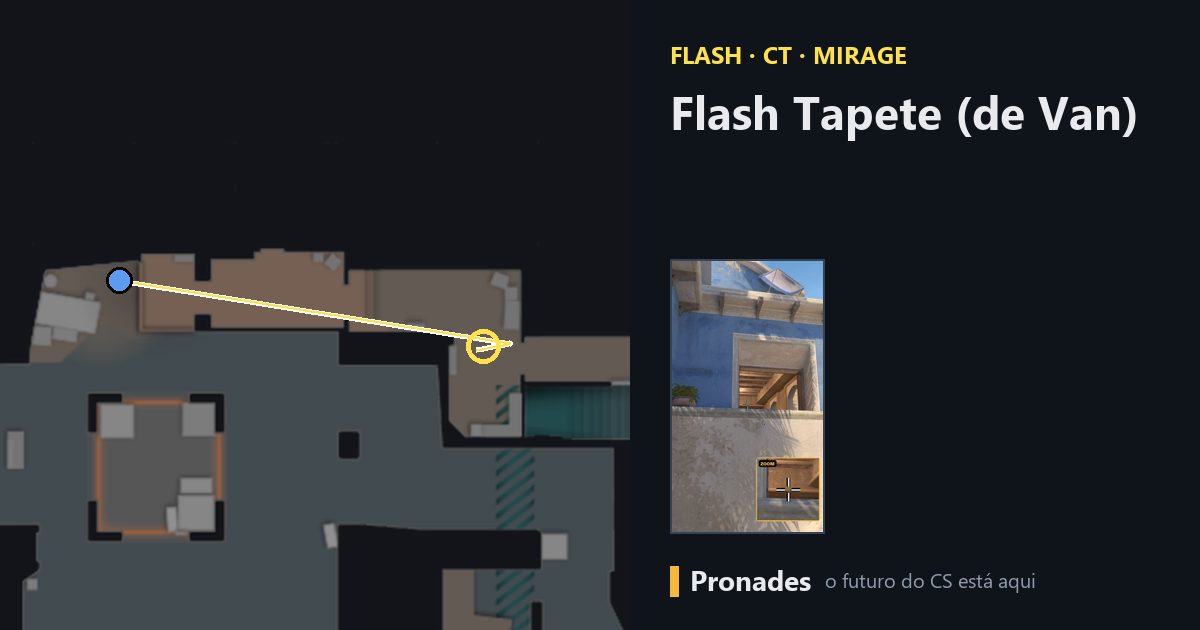 FLASH · CT · MIRAGE
Flash Tapete (de Van)
ZOOM
Pronades o futuro do CS está aqui